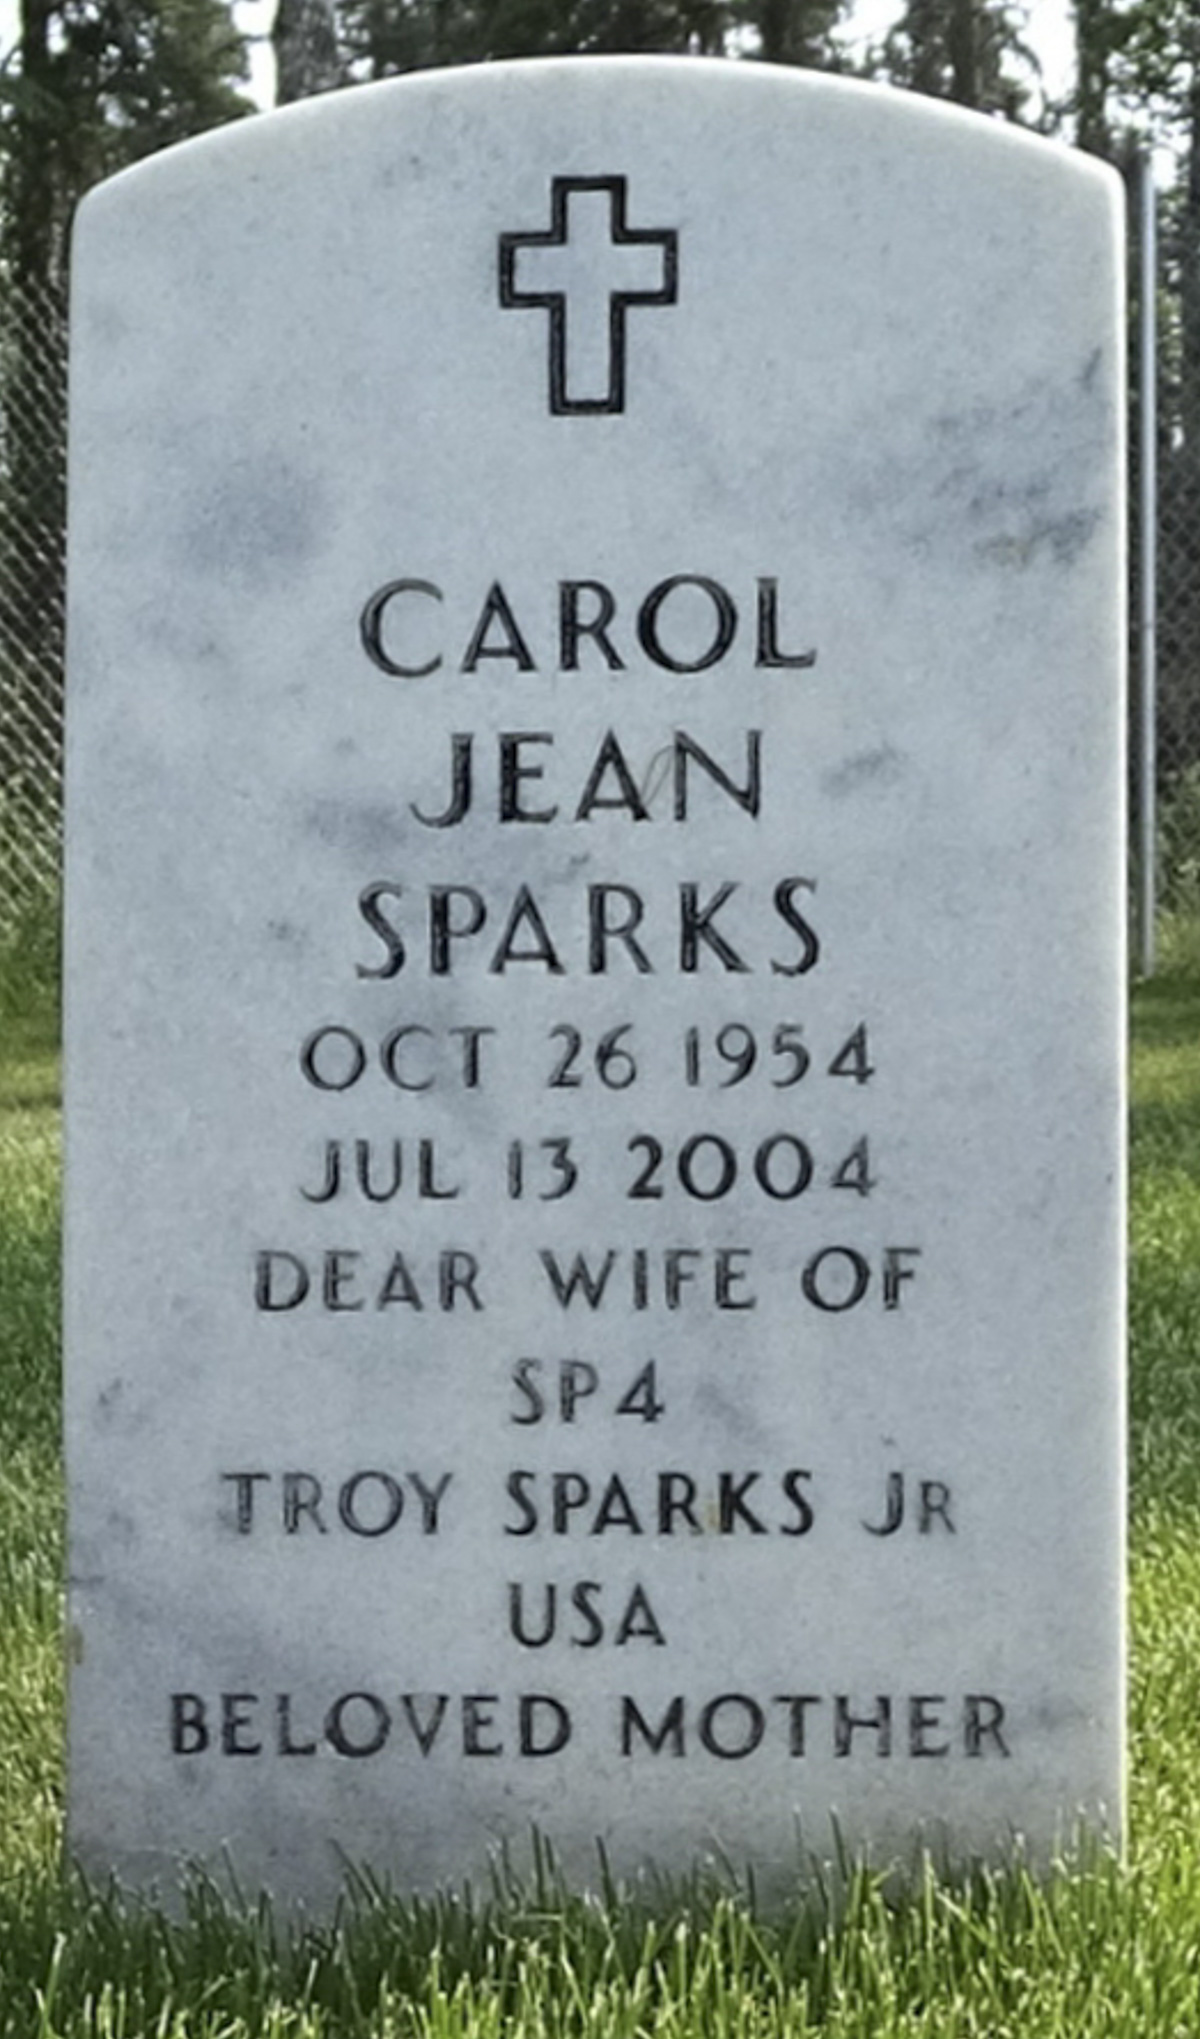 CAROL
JEAN
SPARKS
OCT 26 1954
JUL 13 2004
DEAR WIFE OF
SP4
TROY SPARKS JR
USA
BELOVED MOTHER